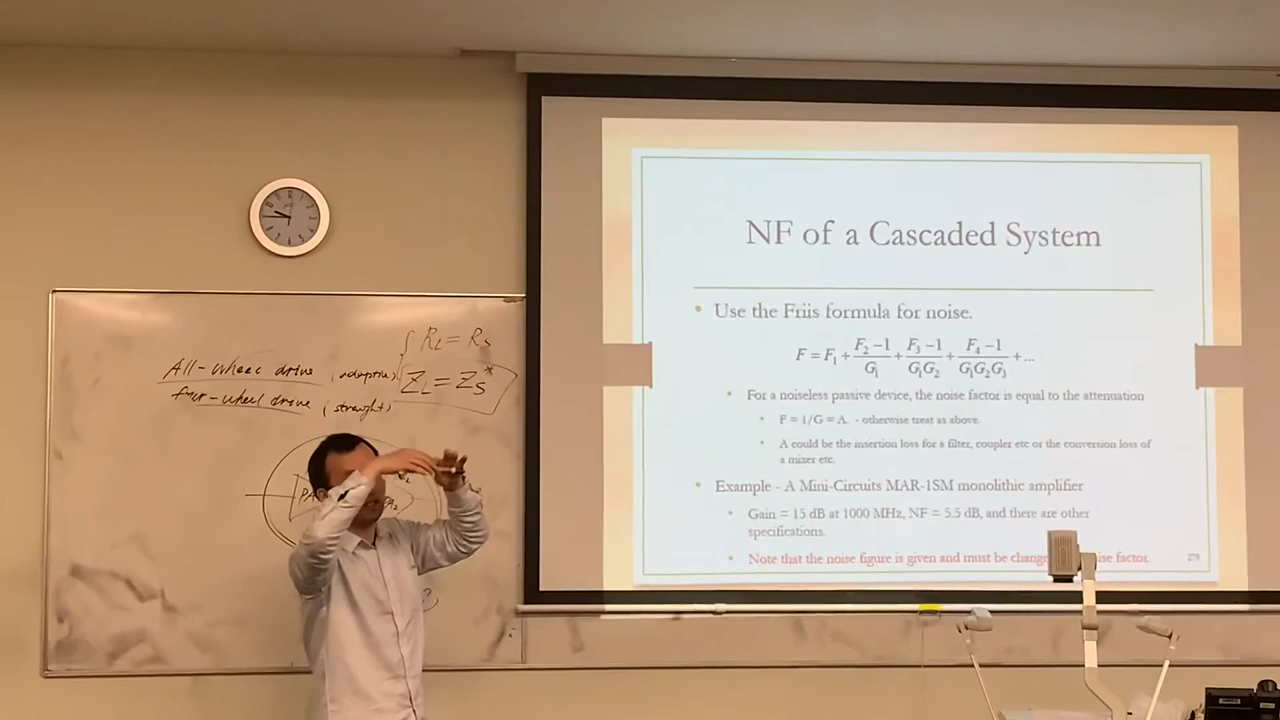 NF of a Cascaded System
Use the Friis formula for noise.
F = F₁ + (F₂ − 1)/G₁ + (F₃ − 1)/(G₁G₂) + (F₄ − 1)/(G₁G₂G₃) + ...
For a noiseless passive device, the noise factor is equal to the attenuation
F = 1/G = A. - otherwise treat as above.
A could be the insertion loss for a filter, coupler etc or the conversion loss of
a mixer etc.
Example - A Mini-Circuits MAR-1SM monolithic amplifier
Gain = 15 dB at 1000 MHz, NF = 5.5 dB, and there are other
specifications.
Note that the noise figure is given and must be factor.
279
R_L = R_s
Z_L = Z_s*
All-wheel drive (adaptive)
four-wheel drive (straight)
PA